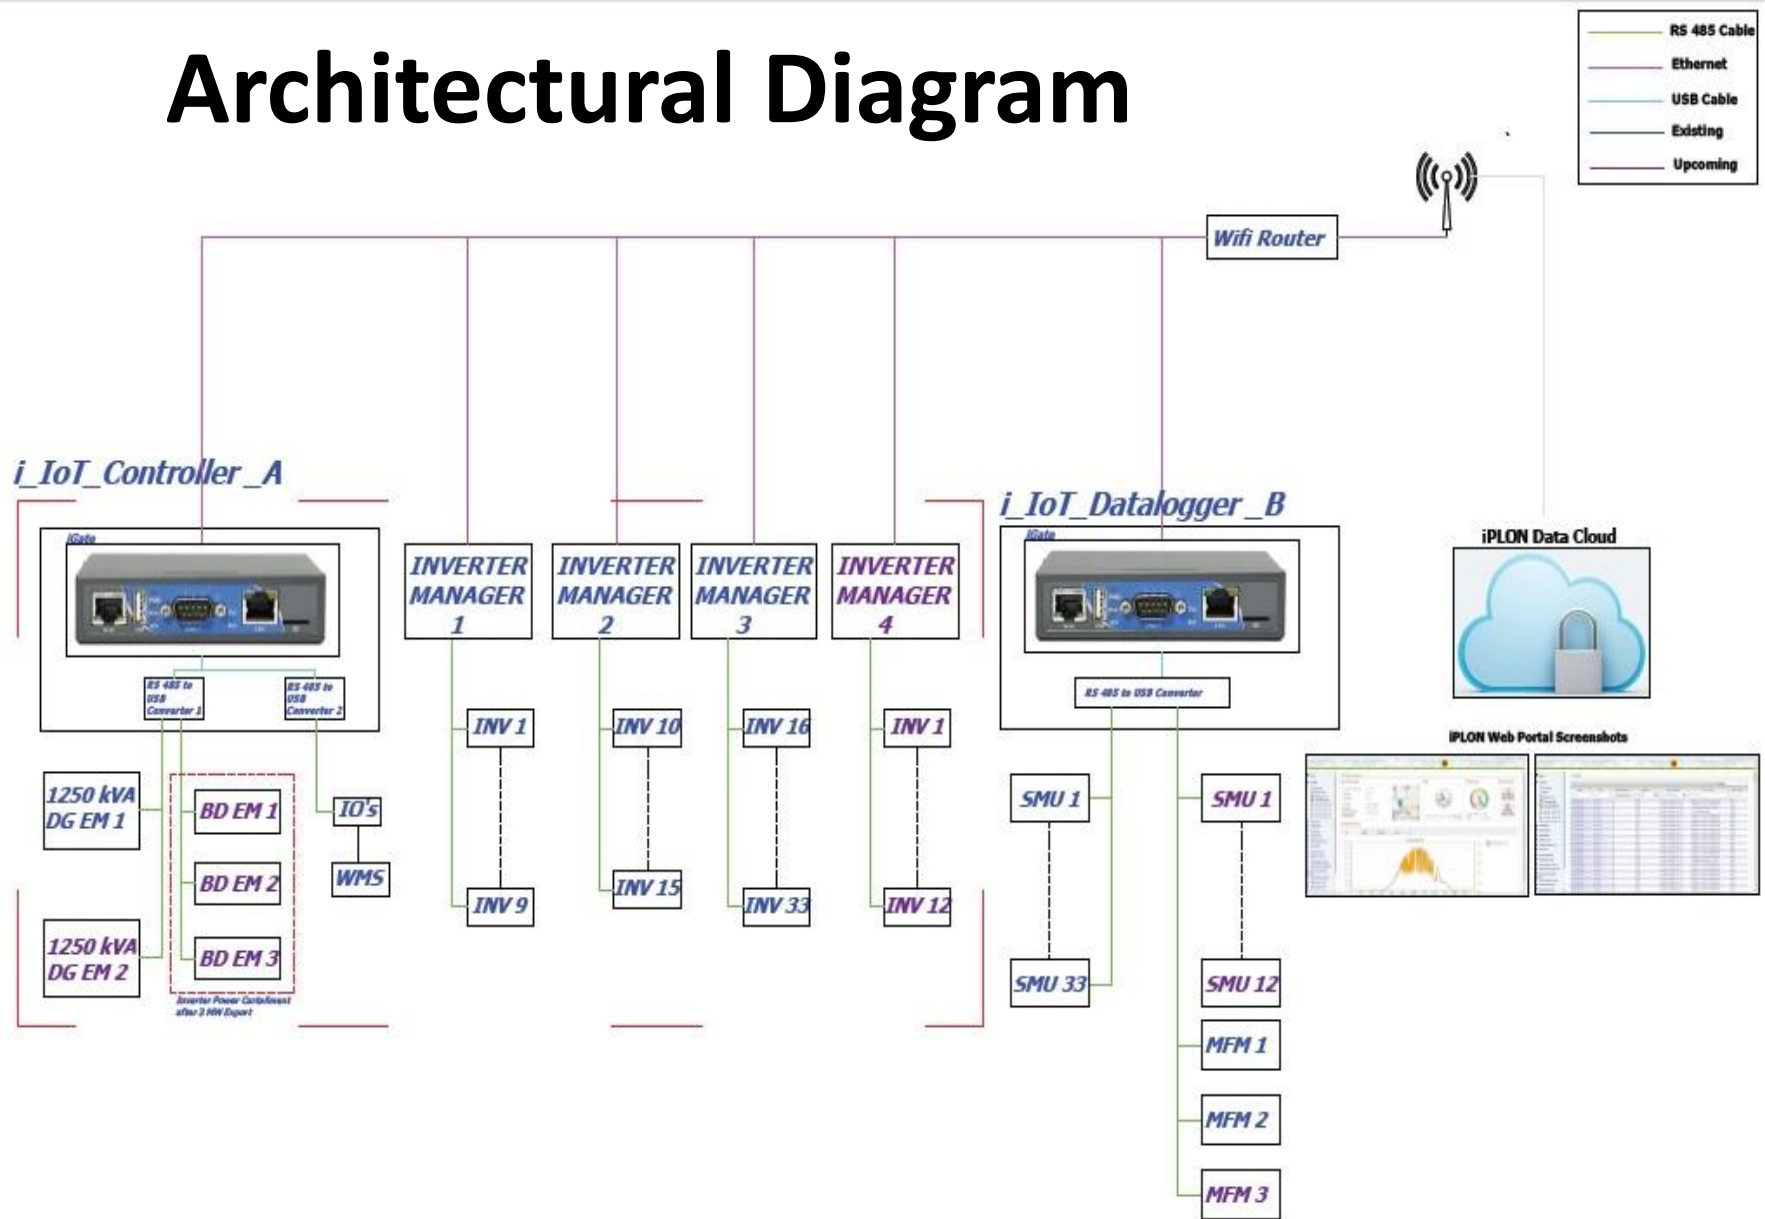 Architectural Diagram
RS 485 Cable
Ethernet
USB Cable
Existing
Upcoming
Wifi Router
i_IoT_Controller_A
iGate
RS 485 to
USB
Converter 1
RS 485 to
USB
Converter 2
1250 kVA
DG EM 1
1250 kVA
DG EM 2
BD EM 1
BD EM 2
BD EM 3
Inverter Power Curtailment
after 3 MW Export
IO's
WMS
INVERTER
MANAGER
1
INV 1
INV 9
INVERTER
MANAGER
2
INV 10
INV 15
INVERTER
MANAGER
3
INV 16
INV 33
INVERTER
MANAGER
4
INV 1
INV 12
i_IoT_Datalogger_B
iGate
RS 485 to USB Converter
SMU 1
SMU 33
SMU 1
SMU 12
MFM 1
MFM 2
MFM 3
iPLON Data Cloud
iPLON Web Portal Screenshots